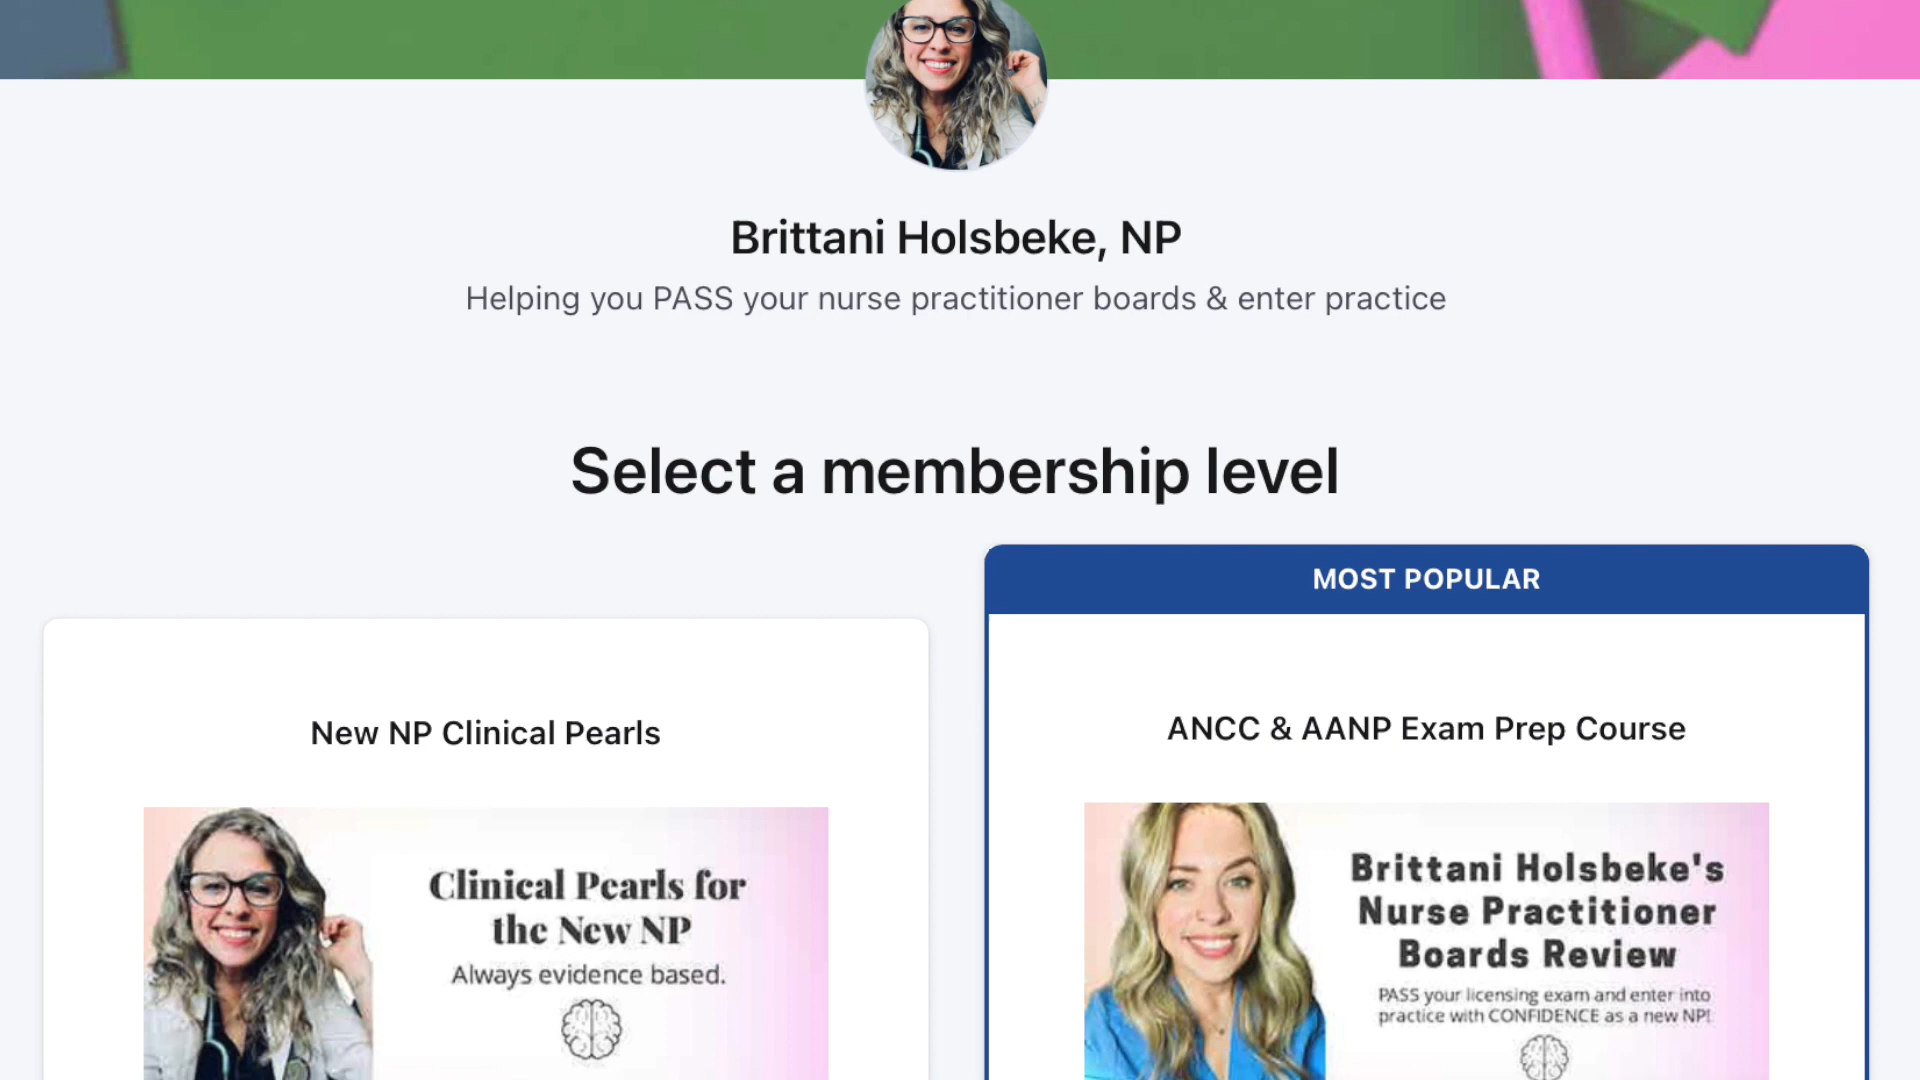 Brittani Holsbeke, NP
Helping you PASS your nurse practitioner boards & enter practice
Select a membership level
New NP Clinical Pearls
Clinical Pearls for
the New NP
Always evidence based.
MOST POPULAR
ANCC & AANP Exam Prep Course
Brittani Holsbeke's
Nurse Practitioner
Boards Review
PASS your licensing exam and enter into
practice with CONFIDENCE as a new NP!